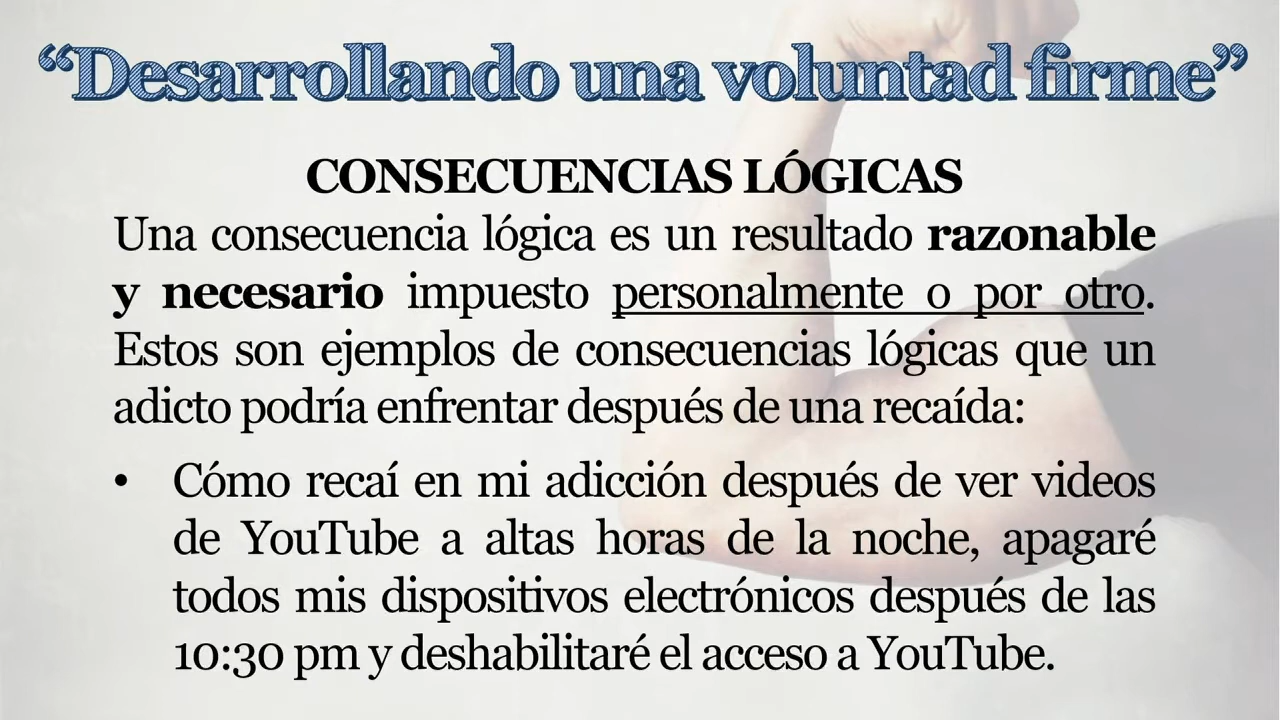 “Desarrollando una voluntad firme”
CONSECUENCIAS LÓGICAS
Una consecuencia lógica es un resultado razonable
y necesario impuesto personalmente o por otro.
Estos son ejemplos de consecuencias lógicas que un
adicto podría enfrentar después de una recaída:
• Cómo recaí en mi adicción después de ver videos
de YouTube a altas horas de la noche, apagaré
todos mis dispositivos electrónicos después de las
10:30 pm y deshabilitaré el acceso a YouTube.